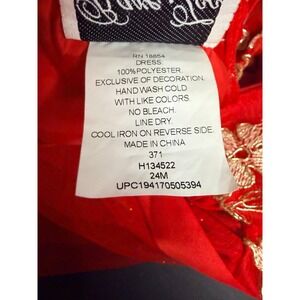 RN 16854
DRESS
100%POLYESTER
EXCLUSIVE OF DECORATION.
HAND WASH COLD
WITH LIKE COLORS.
NO BLEACH.
LINE DRY.
COOL IRON ON REVERSE SIDE.
MADE IN CHINA
371
H134522
24M
UPC194170505394